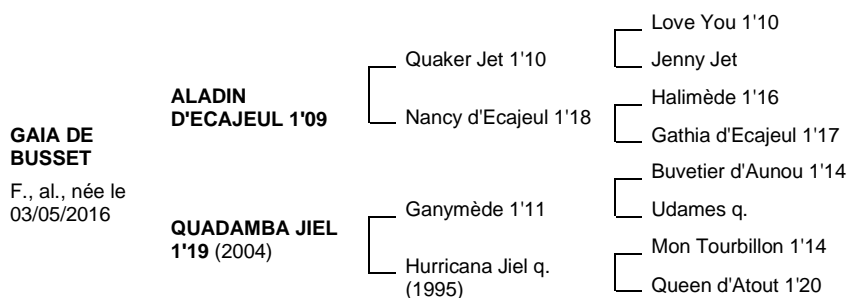 GAIA DE
BUSSET
F., al., née le
03/05/2016
ALADIN
D'ECAJEUL 1'09
QUADAMBA JIEL
1'19 (2004)
Quaker Jet 1'10
Nancy d'Ecajeul 1'18
Ganymède 1'11
Hurricana Jiel q.
(1995)
Love You 1'10
Jenny Jet
Halimède 1'16
Gathia d'Ecajeul 1'17
Buvetier d'Aunou 1'14
Udames q.
Mon Tourbillon 1'14
Queen d'Atout 1'20